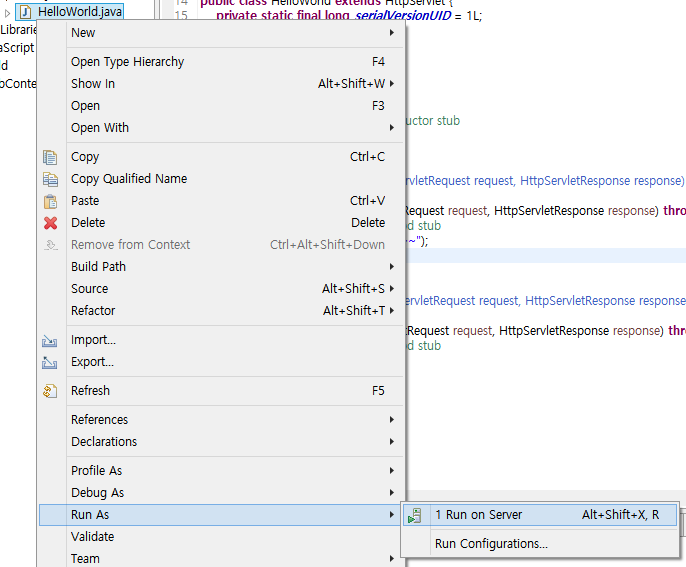 14 public class HelloWorld extends HttpServlet {
HelloWorld.java
15 private static final long serialVersionUID = 1L;
Libraries
New
Open Type Hierarchy F4
Show In Alt+Shift+W
Open F3
Open With
uctor stub
Copy Ctrl+C
Copy Qualified Name
rvletRequest request, HttpServletResponse response)
Paste Ctrl+V
Request request, HttpServletResponse response) thro
Delete Delete
d stub
Remove from Context Ctrl+Alt+Shift+Down
~");
Build Path
Source Alt+Shift+S
rvletRequest request, HttpServletResponse response
Refactor Alt+Shift+T
Request request, HttpServletResponse response) thro
Import...
d stub
Export...
Refresh F5
References
Declarations
Profile As
Debug As
Run As
1 Run on Server Alt+Shift+X, R
Validate
Run Configurations...
Team